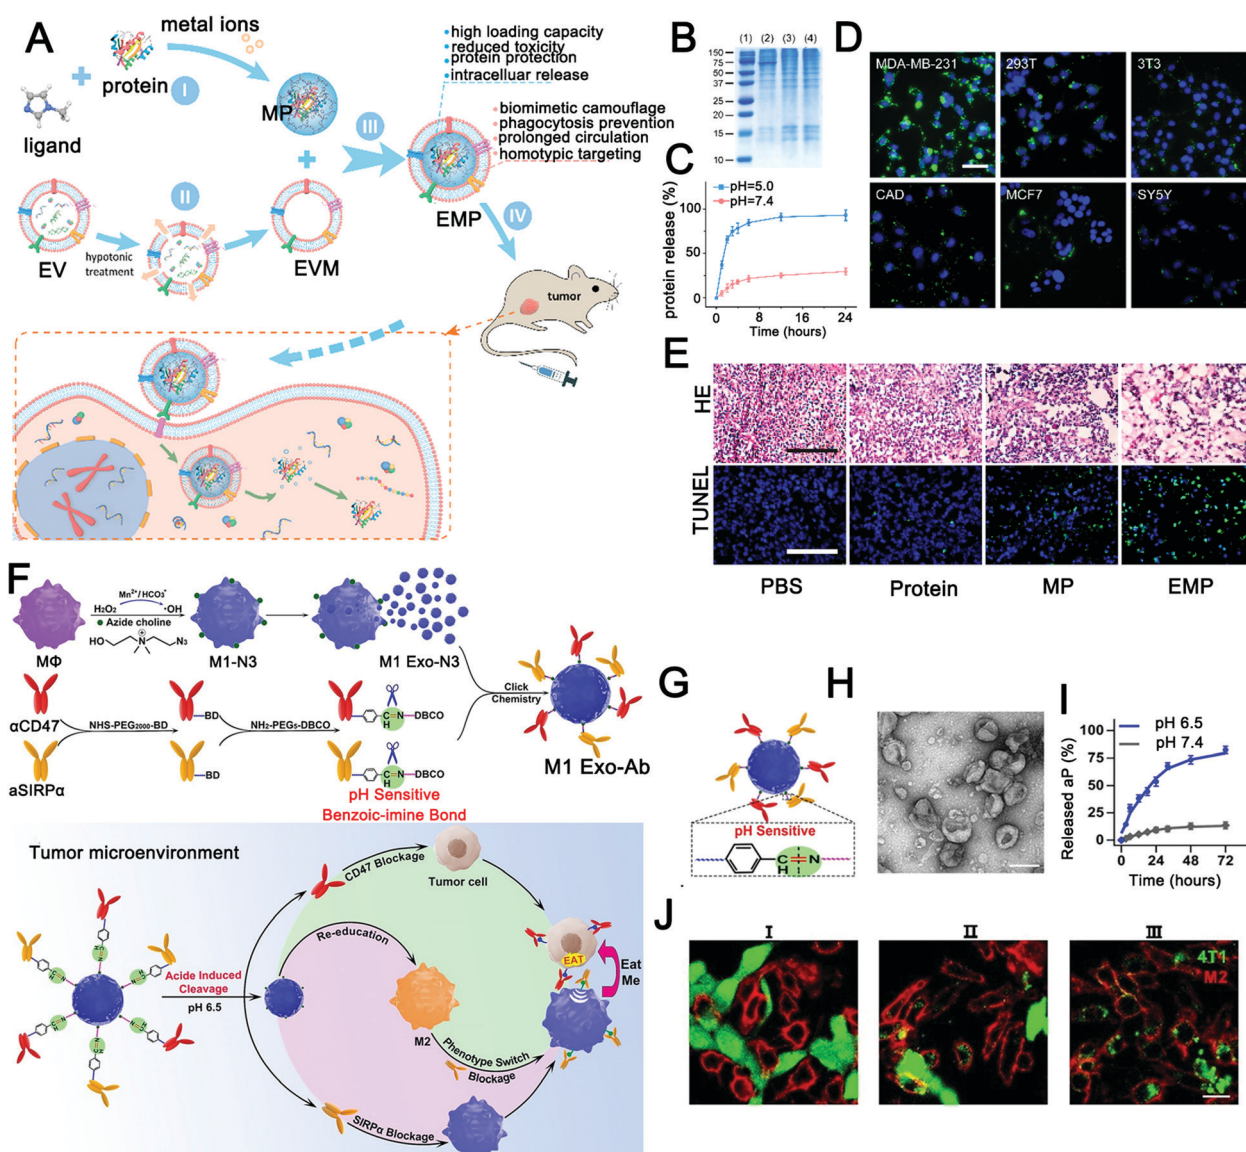 A
metal ions
protein
I
MP
ligand
III
high loading capacity
reduced toxicity
protein protection
intracelluar release
biomimetic camouflage
phagocytosis prevention
prolonged circulation
homotypic targeting
EMP
II
EV
hypotonic
treatment
EVM
IV
tumor
B
(1) (2) (3) (4)
150
75
50
37
25
20
15
10
C
pH=5.0
pH=7.4
protein release (%)
100
50
0
0 6 12 18 24
Time (hours)
D
MDA-MB-231
293T
3T3
CAD
MCF7
SY5Y
E
HE
TUNEL
PBS
Protein
MP
EMP
F
Mn²⁺/ HCO₃⁻
H₂O₂
·OH
Azide choline
HO
N
N₃
MΦ
M1-N3
M1 Exo-N3
αCD47
NHS-PEG₂₀₀₀-BD
BD
NH₂-PEG₅-DBCO
C
H
N
DBCO
Click
Chemistry
aSIRPα
BD
C
H
N
DBCO
M1 Exo-Ab
pH Sensitive
Benzoic-imine Bond
Tumor microenvironment
Acide Induced
Cleavage
pH 6.5
CD47 Blockage
Tumor cell
Re-education
M2
Phenotype Switch
Blockage
SIRPα Blockage
EAT
Eat
Me
G
pH Sensitive
C
H
N
H
I
pH 6.5
pH 7.4
Released aP (%)
100
75
50
25
0
0 24 48 72
Time (hours)
J
I
II
III
4T1
M2